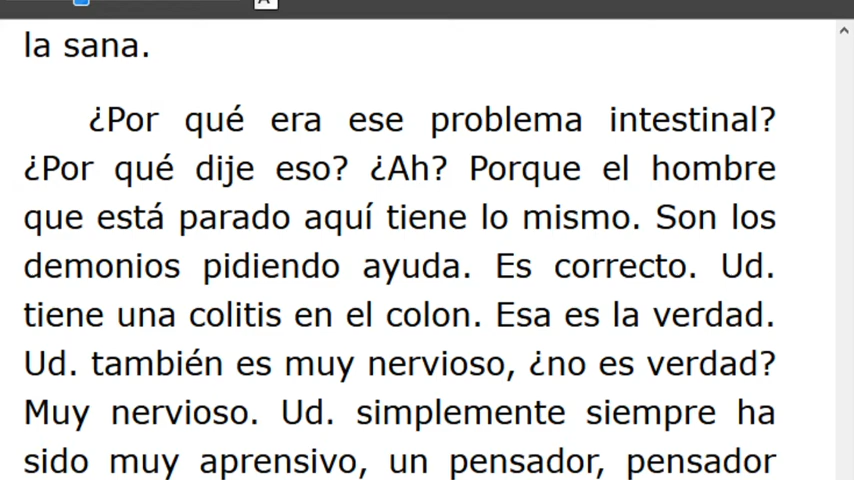 la sana.
¿Por qué era ese problema intestinal?
¿Por qué dije eso? ¿Ah? Porque el hombre
que está parado aquí tiene lo mismo. Son los
demonios pidiendo ayuda. Es correcto. Ud.
tiene una colitis en el colon. Esa es la verdad.
Ud. también es muy nervioso, ¿no es verdad?
Muy nervioso. Ud. simplemente siempre ha
sido muy aprensivo, un pensador, pensador